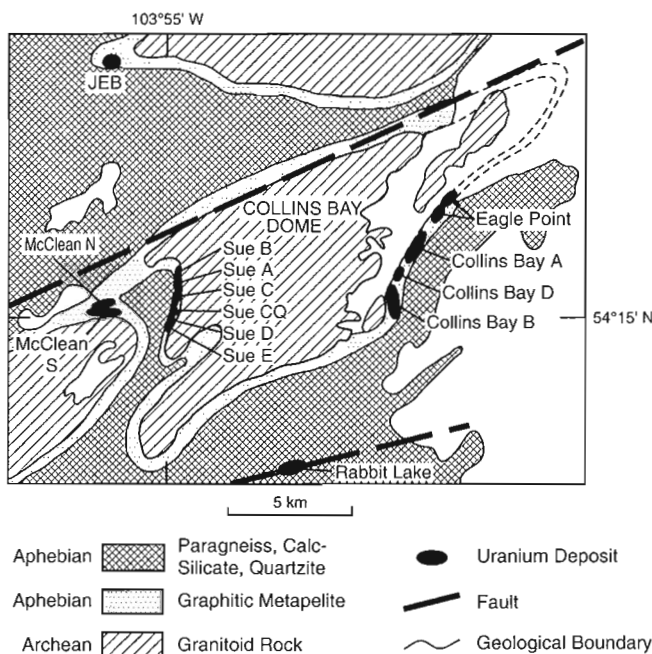 103°55' W
JEB
COLLINS BAY
DOME
Eagle Point
McClean N
Sue B
Sue A
Collins Bay A
Sue C
Collins Bay D
Sue CQ
54°15' N
Collins Bay B
McClean
S
Sue D
Sue E
Rabbit Lake
5 km
Aphebian
Paragneiss, Calc-
Silicate, Quartzite
Uranium Deposit
Aphebian
Graphitic Metapelite
Fault
Archean
Granitoid Rock
Geological Boundary